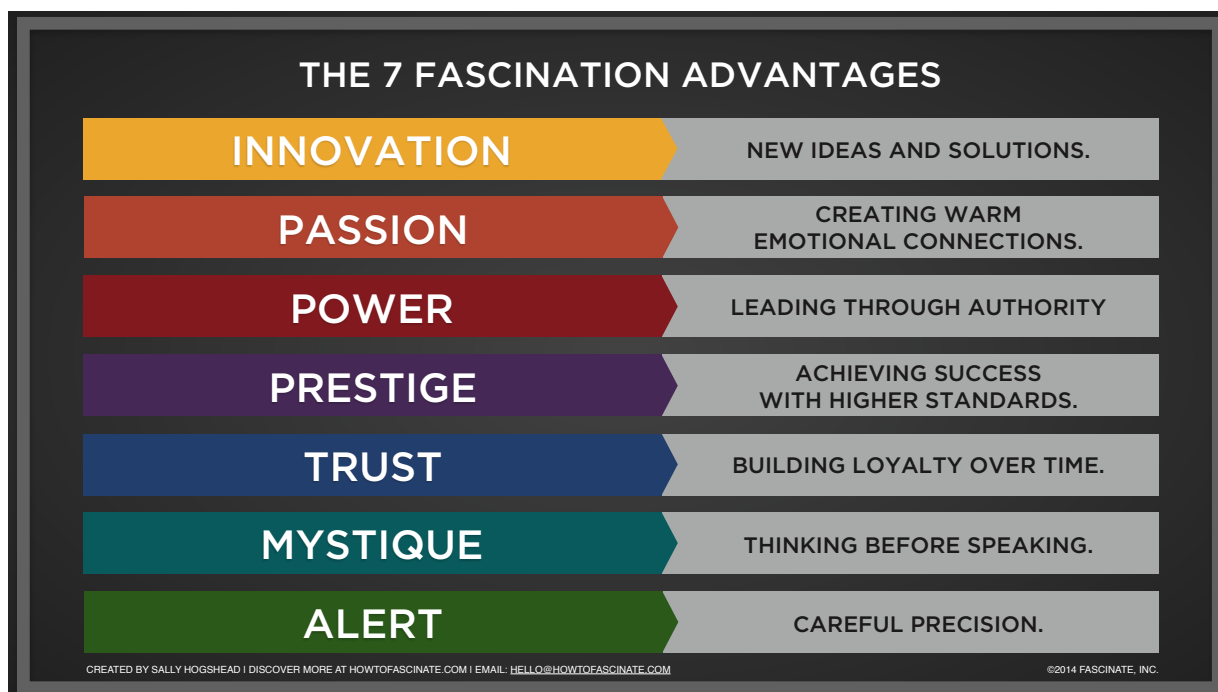 THE 7 FASCINATION ADVANTAGES
INNOVATION
NEW IDEAS AND SOLUTIONS.
PASSION
CREATING WARM
EMOTIONAL CONNECTIONS.
POWER
LEADING THROUGH AUTHORITY
PRESTIGE
ACHIEVING SUCCESS
WITH HIGHER STANDARDS.
TRUST
BUILDING LOYALTY OVER TIME.
MYSTIQUE
THINKING BEFORE SPEAKING.
ALERT
CAREFUL PRECISION.
CREATED BY SALLY HOGSHEAD I DISCOVER MORE AT HOWTOFASCINATE.COM I EMAIL: HELLO@HOWTOFASCINATE.COM
©2014 FASCINATE, INC.